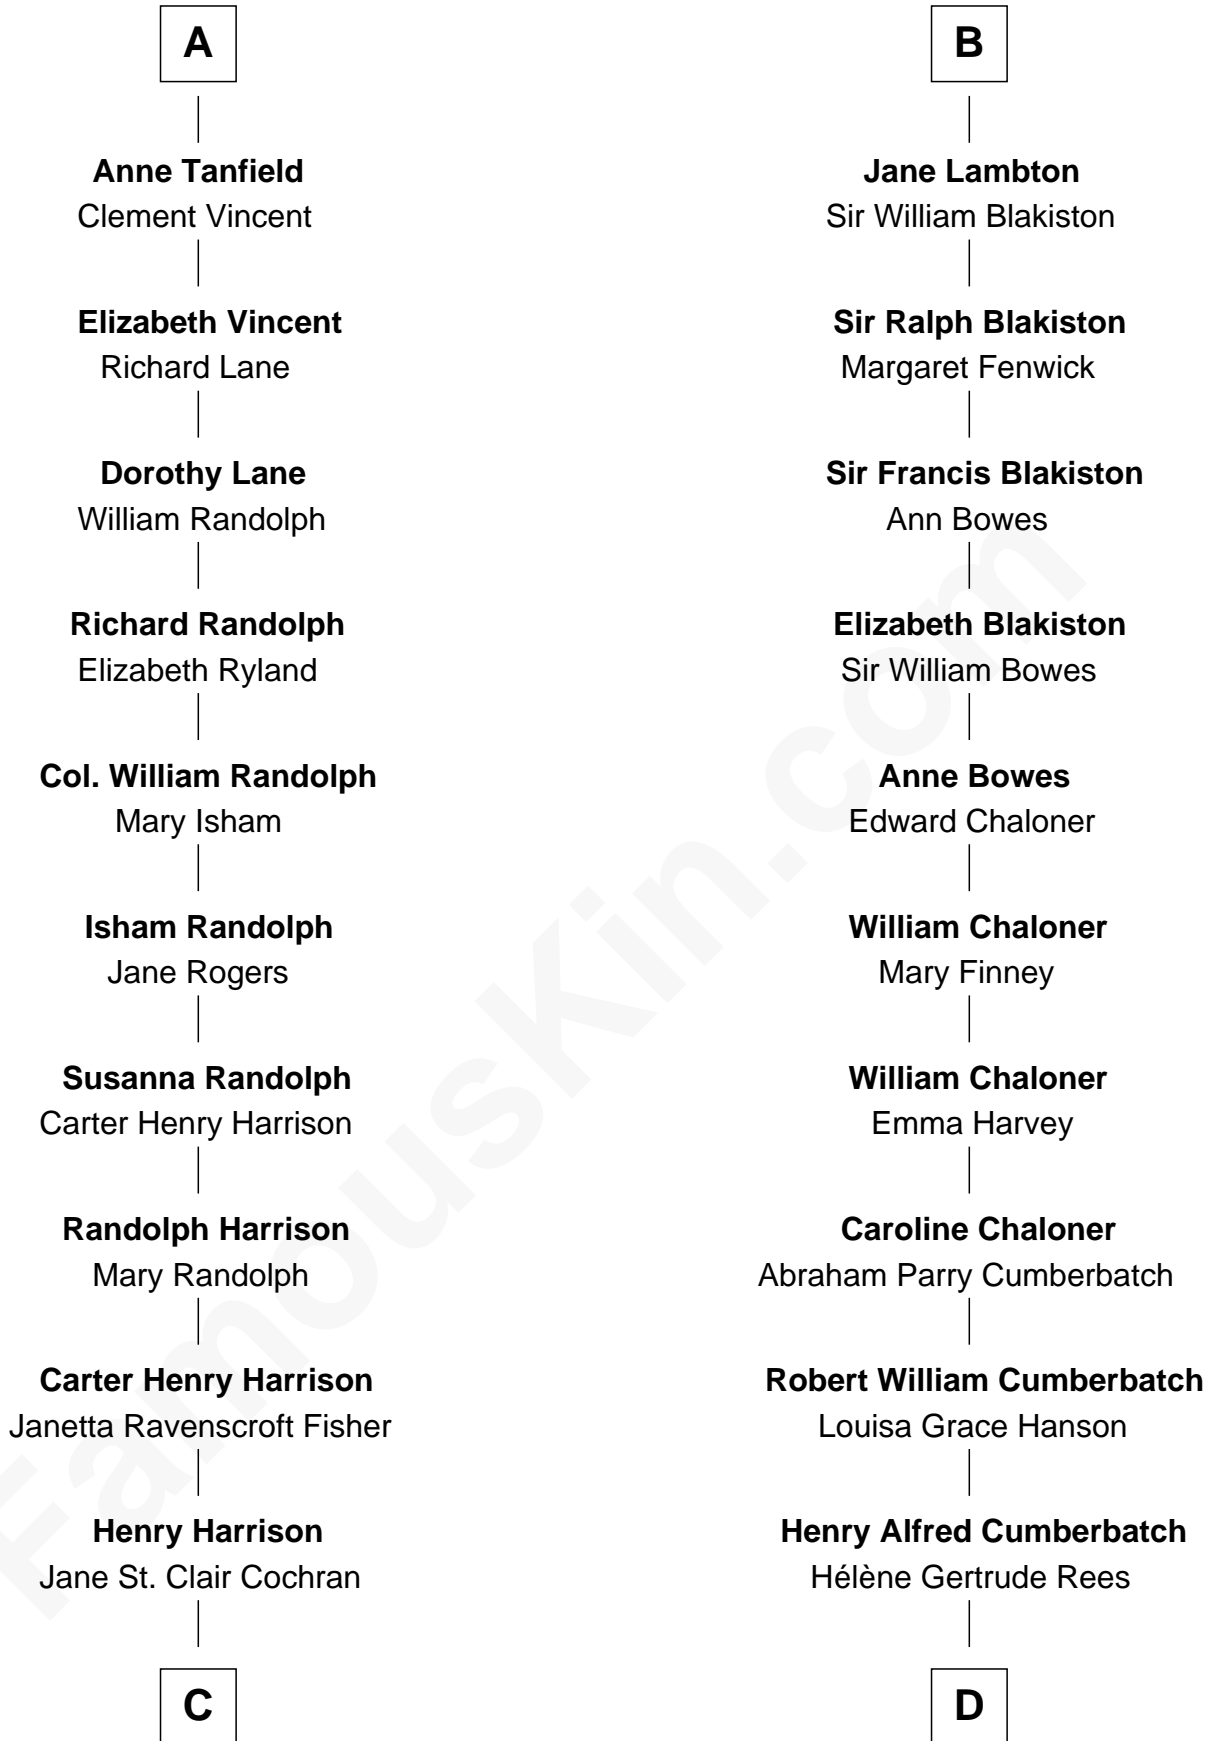 A
Anne Tanfield
Clement Vincent
Elizabeth Vincent
Richard Lane
Dorothy Lane
William Randolph
Richard Randolph
Elizabeth Ryland
Col. William Randolph
Mary Isham
Isham Randolph
Jane Rogers
Susanna Randolph
Carter Henry Harrison
Randolph Harrison
Mary Randolph
Carter Henry Harrison
Janetta Ravenscroft Fisher
Henry Harrison
Jane St. Clair Cochran
C
B
Jane Lambton
Sir William Blakiston
Sir Ralph Blakiston
Margaret Fenwick
Sir Francis Blakiston
Ann Bowes
Elizabeth Blakiston
Sir William Bowes
Anne Bowes
Edward Chaloner
William Chaloner
Mary Finney
William Chaloner
Emma Harvey
Caroline Chaloner
Abraham Parry Cumberbatch
Robert William Cumberbatch
Louisa Grace Hanson
Henry Alfred Cumberbatch
Hélène Gertrude Rees
D
FamousKin.com